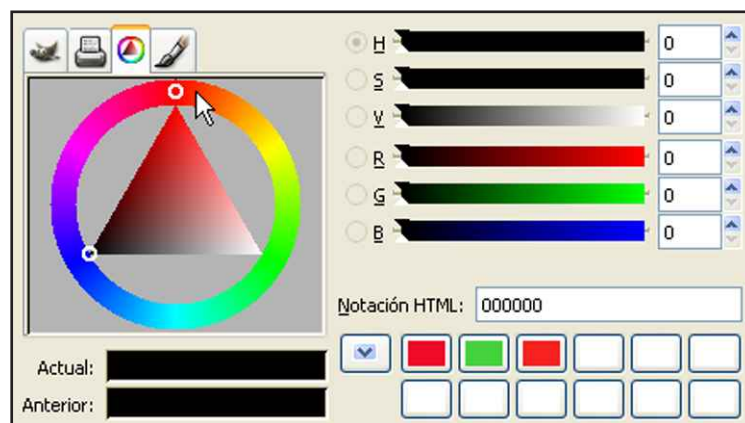 H 0
S 0
V 0
R 0
G 0
B 0
Notación HTML: 000000
Actual:
Anterior: